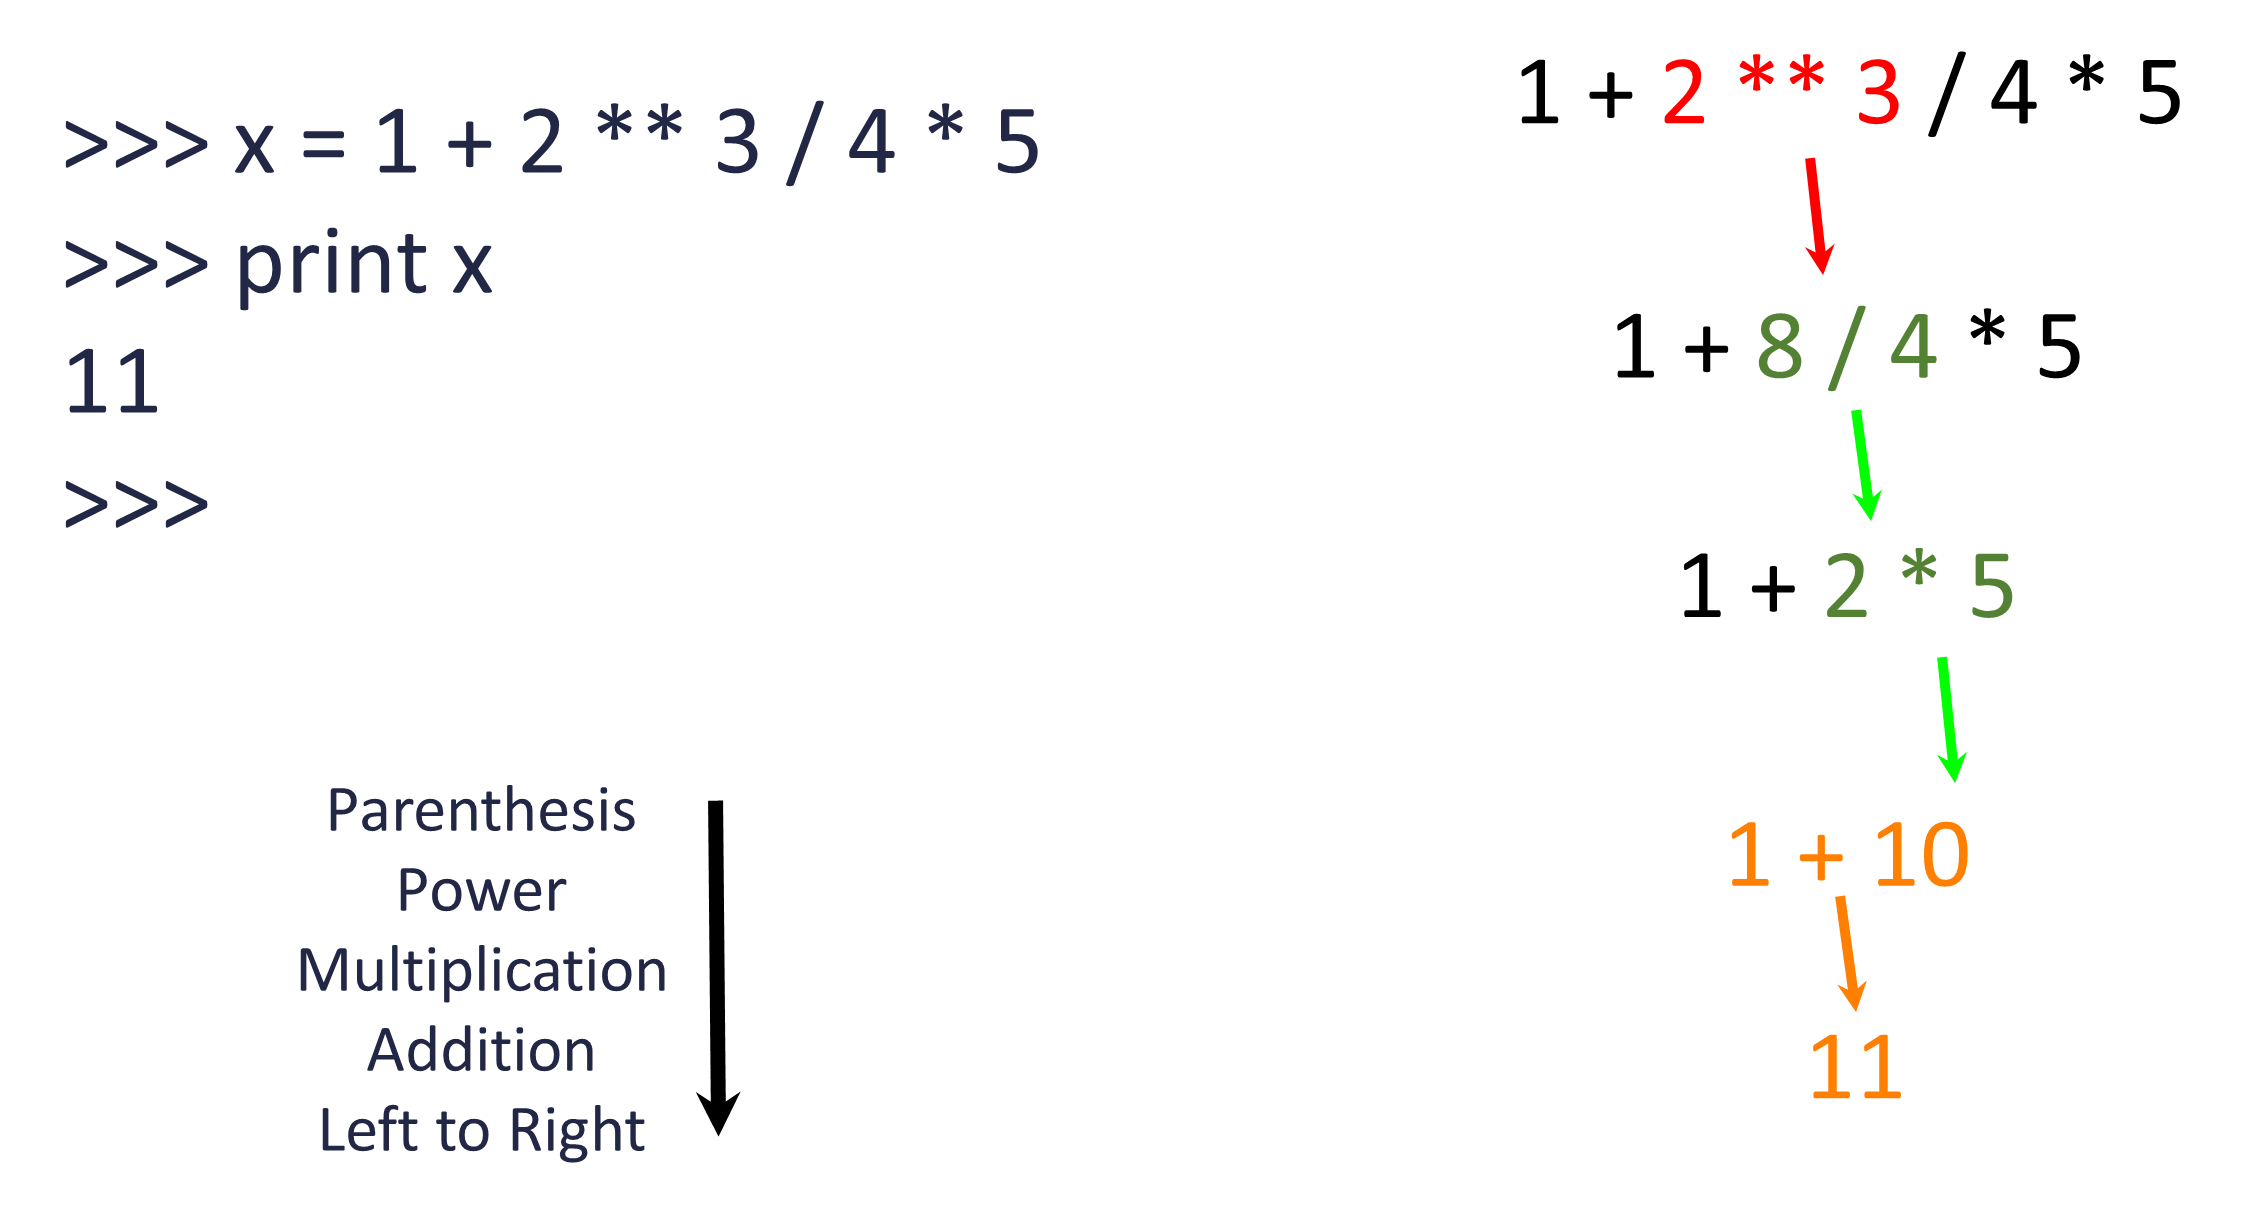 >>> x = 1 + 2 ** 3 / 4 * 5
>>> print x
11
>>>
Parenthesis
Power
Multiplication
Addition
Left to Right
1 + 2 ** 3 / 4 * 5
1 + 8 / 4 * 5
1 + 2 * 5
1 + 10
11